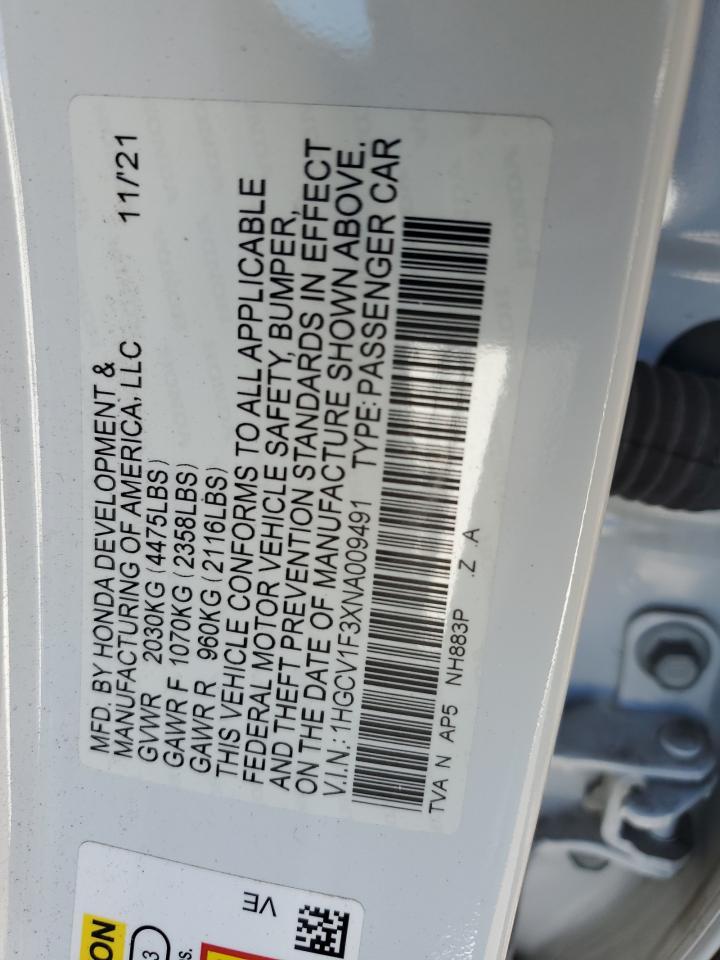 MFD. BY HONDA DEVELOPMENT &
MANUFACTURING OF AMERICA, LLC 11/'21
GVWR 2030KG (4475LBS)
GAWR F 1070KG (2358LBS)
GAWR R 960KG (2116LBS)
THIS VEHICLE CONFORMS TO ALL APPLICABLE
FEDERAL MOTOR VEHICLE SAFETY, BUMPER,
AND THEFT PREVENTION STANDARDS IN EFFECT
ON THE DATE OF MANUFACTURE SHOWN ABOVE.
V.I.N.: 1HGCV1F3XNA009491 TYPE: PASSENGER CAR
TVA N AP5 NH883P .Z .A
VE
ON
3
s.